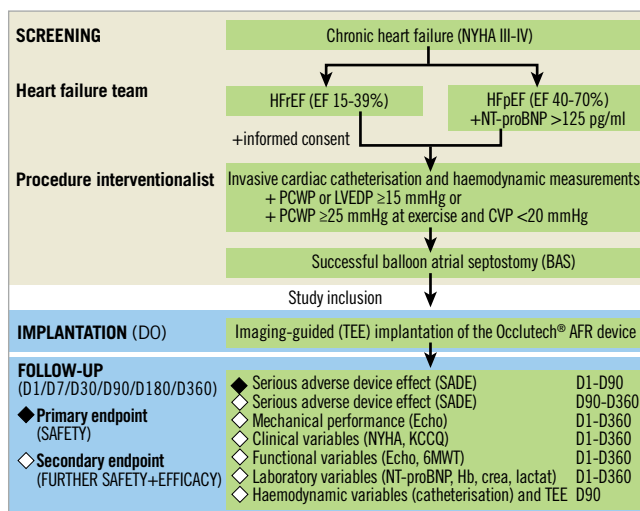 SCREENING
Chronic heart failure (NYHA III-IV)
Heart failure team
HFrEF (EF 15-39%)
HFpEF (EF 40-70%)
+NT-proBNP >125 pg/ml
+informed consent
Procedure interventionalist
Invasive cardiac catheterisation and haemodynamic measurements
+ PCWP or LVEDP ≥15 mmHg or
+ PCWP ≥25 mmHg at exercise and CVP <20 mmHg
Successful balloon atrial septostomy (BAS)
Study inclusion
IMPLANTATION (DO)
Imaging-guided (TEE) implantation of the Occlutech® AFR device
FOLLOW-UP
(D1/D7/D30/D90/D180/D360)
Primary endpoint
(SAFETY)
Secondary endpoint
(FURTHER SAFETY+EFFICACY)
Serious adverse device effect (SADE) D1-D90
Serious adverse device effect (SADE) D90-D360
Mechanical performance (Echo) D1-D360
Clinical variables (NYHA, KCCQ) D1-D360
Functional variables (Echo, 6MWT) D1-D360
Laboratory variables (NT-proBNP, Hb, crea, lactat) D1-D360
Haemodynamic variables (catheterisation) and TEE D90